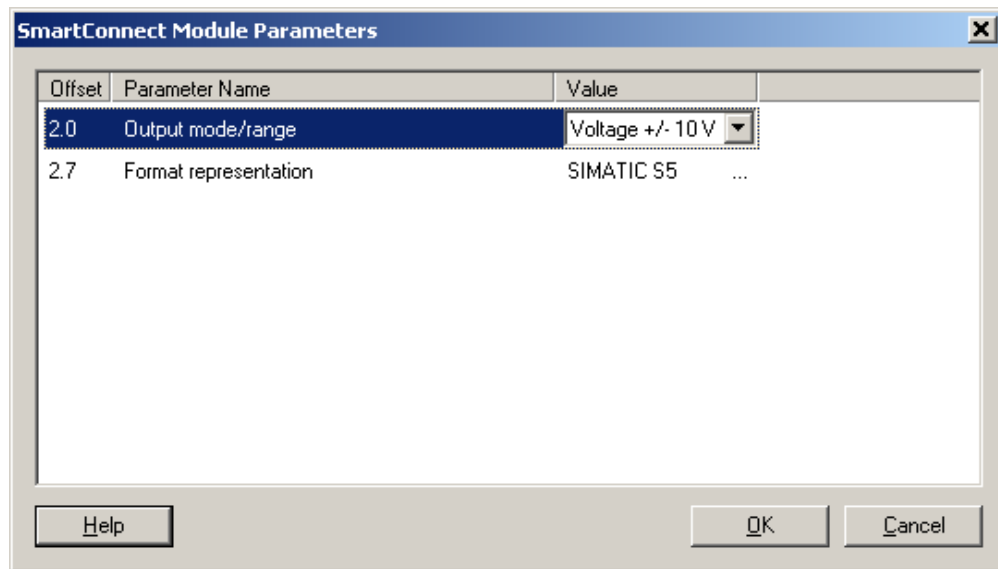 SmartConnect Module Parameters
Offset Parameter Name Value
2.0 Output mode/range Voltage +/- 10 V
2.7 Format representation SIMATIC S5 ...
Help OK Cancel